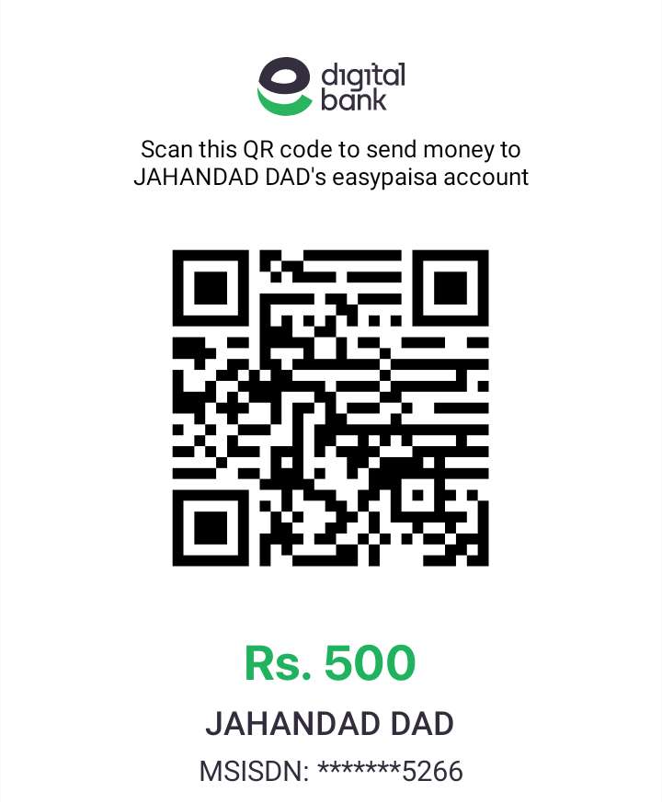 digital
bank
Scan this QR code to send money to
JAHANDAD DAD's easypaisa account
Rs. 500
JAHANDAD DAD
MSISDN: *******5266